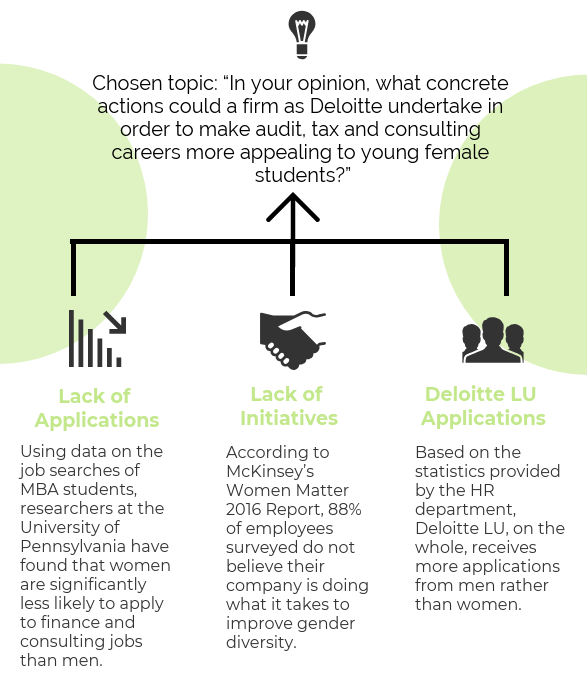 Chosen topic: “In your opinion, what concrete
actions could a firm as Deloitte undertake in
order to make audit, tax and consulting
careers more appealing to young female
students?”
Lack of
Applications
Using data on the
job searches of
MBA students,
researchers at the
University of
Pennsylvania have
found that women
are significantly
less likely to apply
to finance and
consulting jobs
than men.
Lack of
Initiatives
According to
McKinsey’s
Women Matter
2016 Report, 88%
of employees
surveyed do not
believe their
company is doing
what it takes to
improve gender
diversity.
Deloitte LU
Applications
Based on the
statistics provided
by the HR
department,
Deloitte LU, on the
whole, receives
more applications
from men rather
than women.